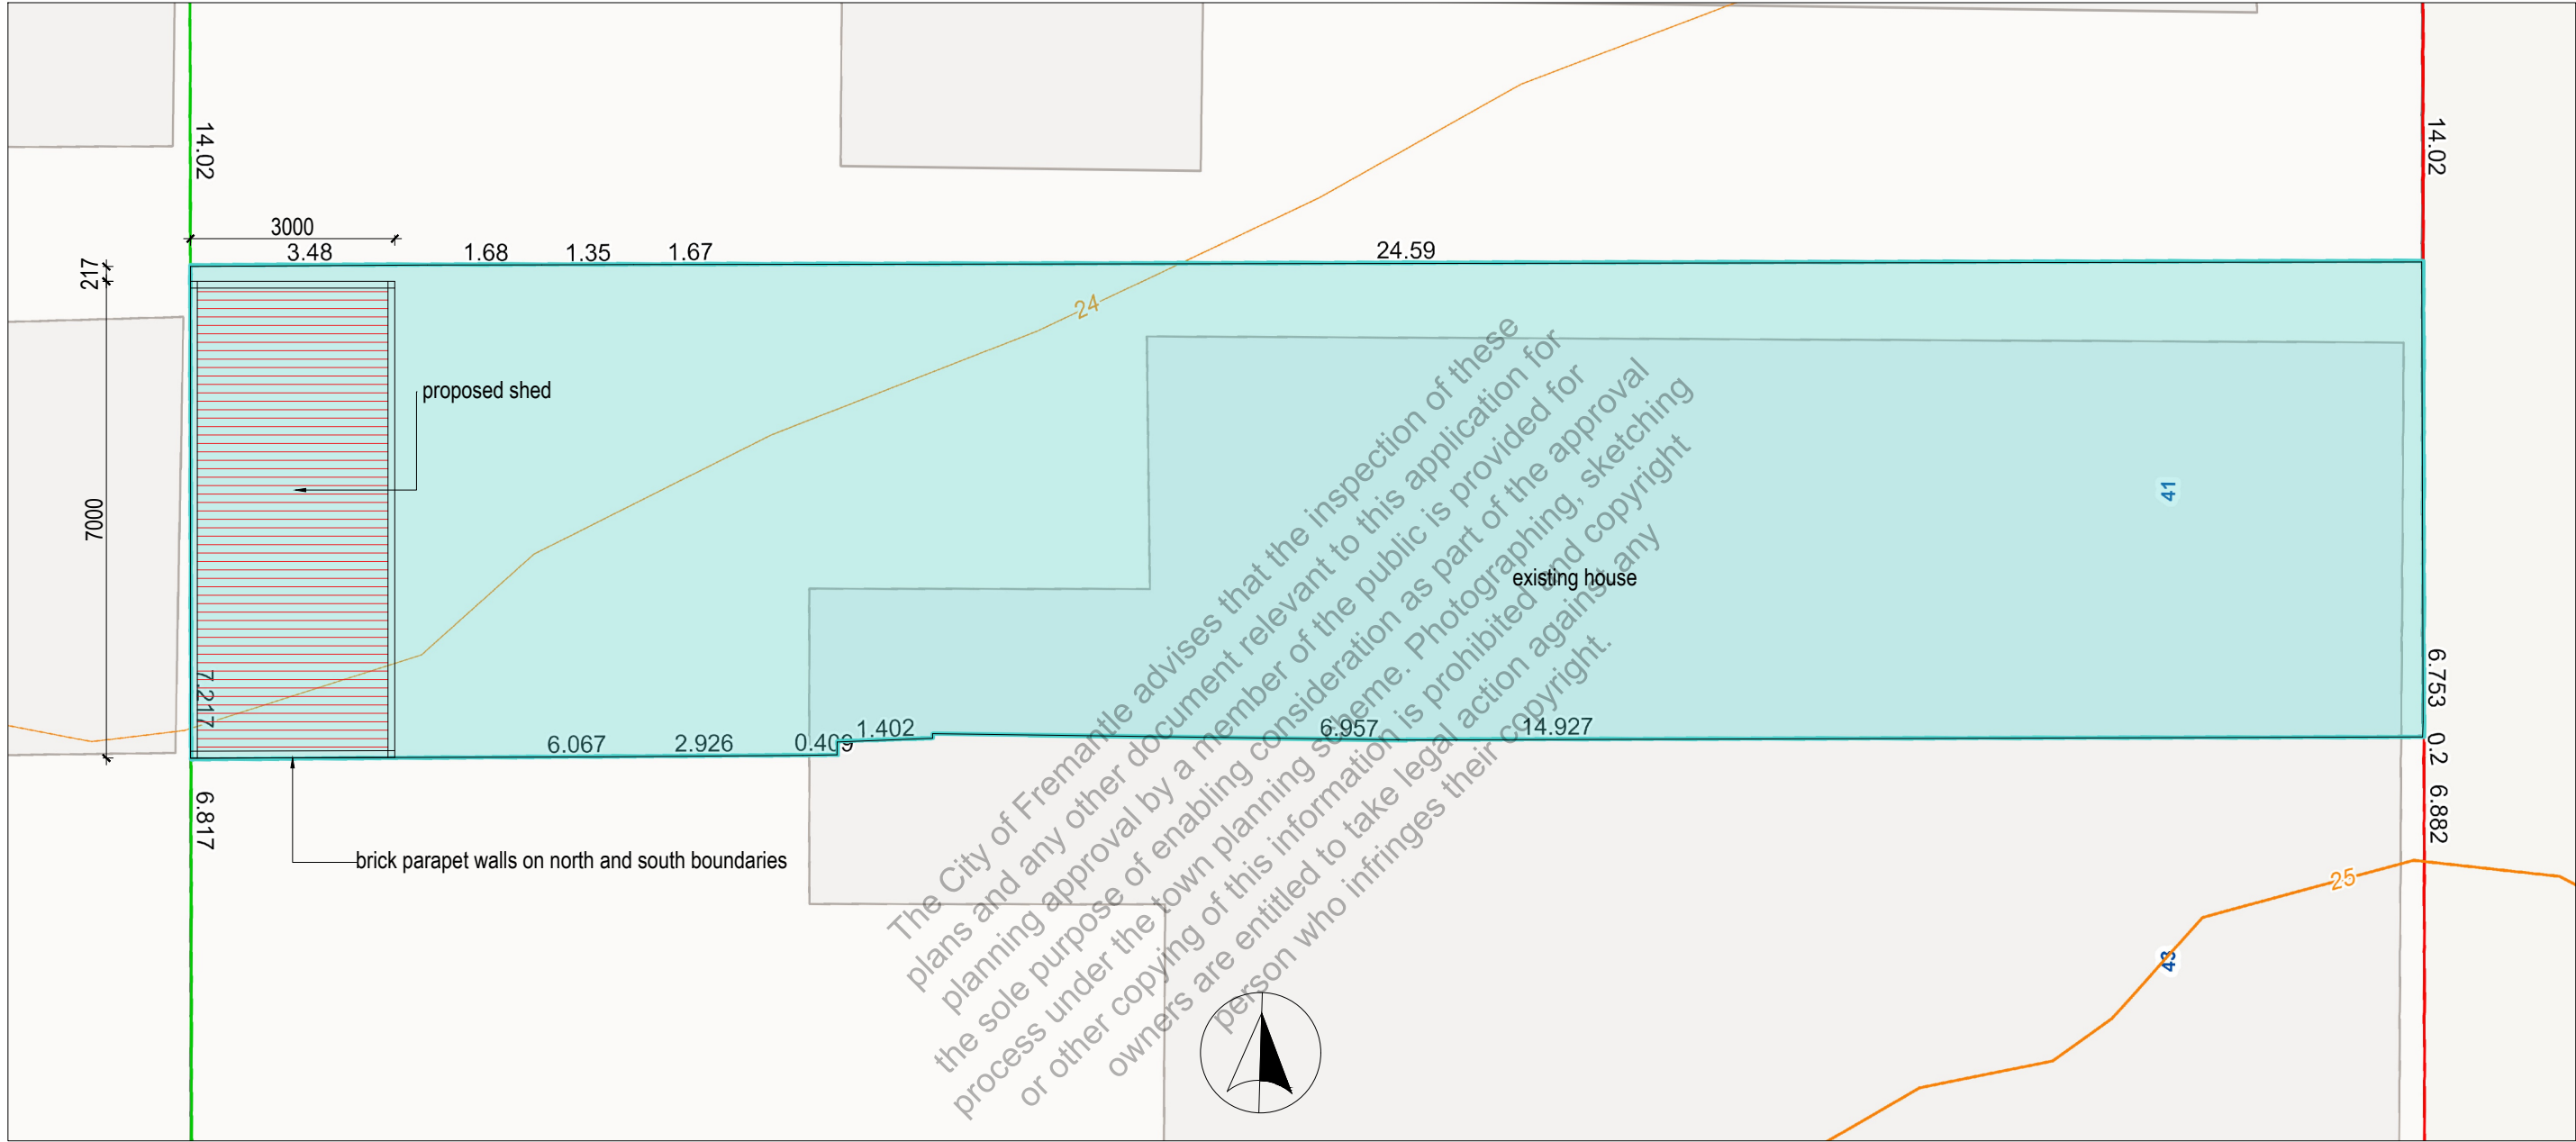 14.02
14.02
3000
3.48
1.68
1.35
1.67
24.59
217
24
proposed shed
7000
41
existing house
7.217
6.067
2.926
0.409
1.402
6.957
14.927
6.753
0.2
6.882
6.817
brick parapet walls on north and south boundaries
25
43
The City of Fremantle advises that the inspection of these
plans and any other document relevant to this application for
planning approval by a member of the public is provided for
the sole purpose of enabling consideration as part of the approval
process under the town planning scheme. Photographing, sketching
or other copying of this information is prohibited and copyright
owners are entitled to take legal action against any
person who infringes their copyright.